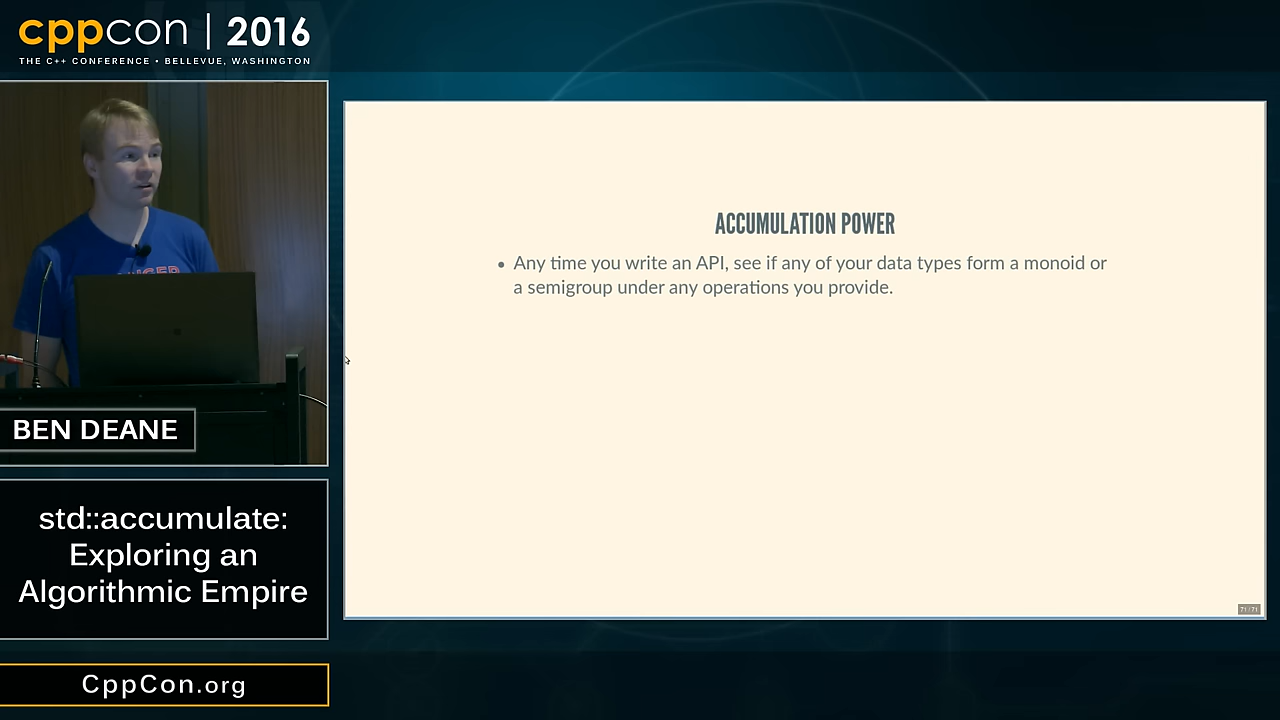 cppcon | 2016
THE C++ CONFERENCE • BELLEVUE, WASHINGTON
BEN DEANE
std::accumulate:
Exploring an
Algorithmic Empire
CppCon.org
ACCUMULATION POWER
• Any time you write an API, see if any of your data types form a monoid or
a semigroup under any operations you provide.
71 / 71